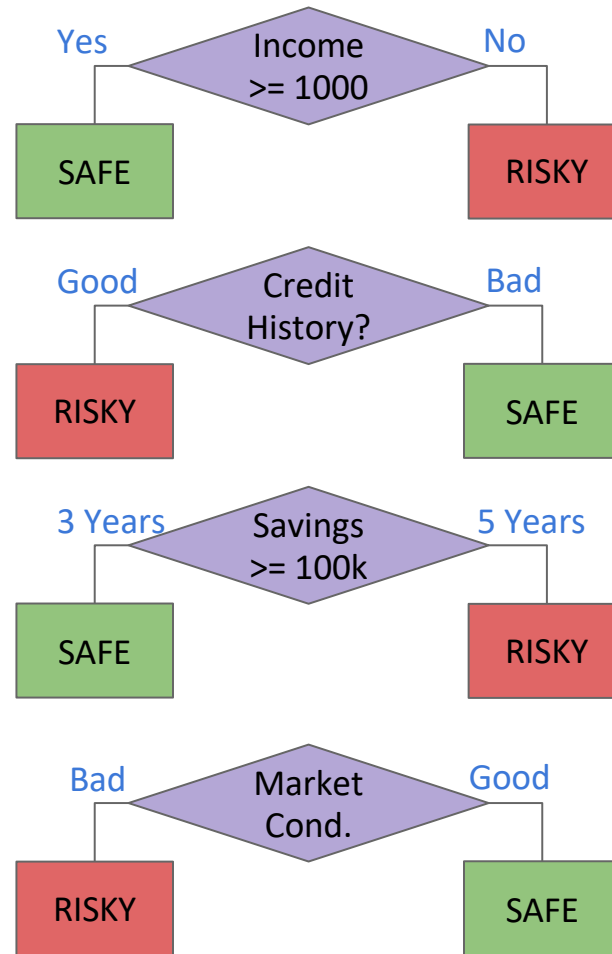 Yes
Income
>= 1000
No
SAFE
RISKY
Good
Credit
History?
Bad
RISKY
SAFE
3 Years
Savings
>= 100k
5 Years
SAFE
RISKY
Bad
Market
Cond.
Good
RISKY
SAFE